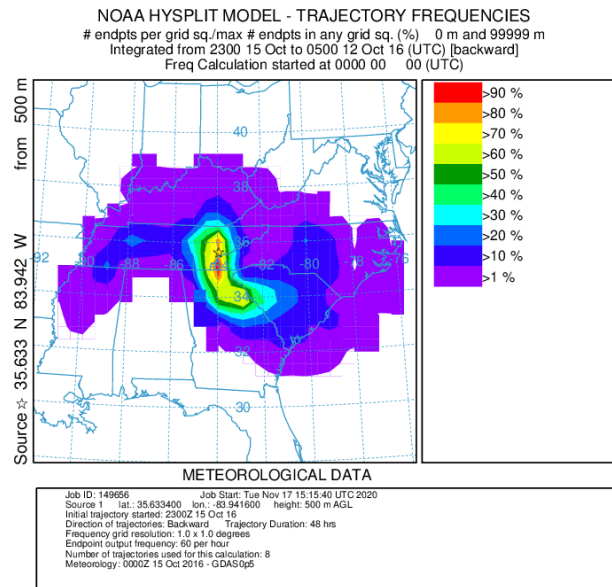 NOAA HYSPLIT MODEL - TRAJECTORY FREQUENCIES
# endpts per grid sq./max # endpts in any grid sq. (%) 0 m and 99999 m
Integrated from 2300 15 Oct to 0500 12 Oct 16 (UTC) [backward]
Freq Calculation started at 0000 00 00 (UTC)
Source ☆ 35.633 N 83.942 W from 500 m
40
38
36
-92 -90 -88 -86 -84 -82 -80 -78 -76
34
32
30
>90 %
>80 %
>70 %
>60 %
>50 %
>40 %
>30 %
>20 %
>10 %
>1 %
METEOROLOGICAL DATA
Job ID: 149656 Job Start: Tue Nov 17 15:15:40 UTC 2020
Source 1 lat.: 35.633400 lon.: -83.941600 height: 500 m AGL
Initial trajectory started: 2300Z 15 Oct 16
Direction of trajectories: Backward Trajectory Duration: 48 hrs
Frequency grid resolution: 1.0 x 1.0 degrees
Endpoint output frequency: 60 per hour
Number of trajectories used for this calculation: 8
Meteorology: 0000Z 15 Oct 2016 - GDAS0p5